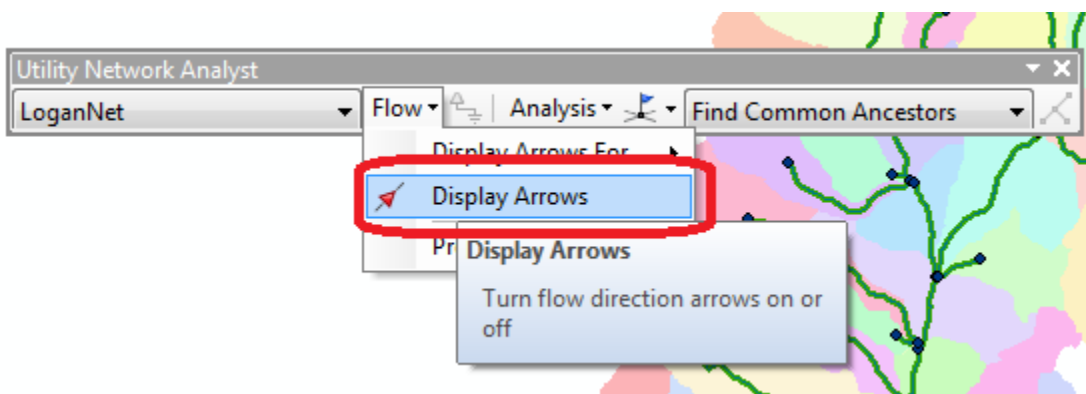 Utility Network Analyst
LoganNet Flow Analysis Find Common Ancestors
Display Arrows For
Display Arrows
Display Arrows
Turn flow direction arrows on or
off